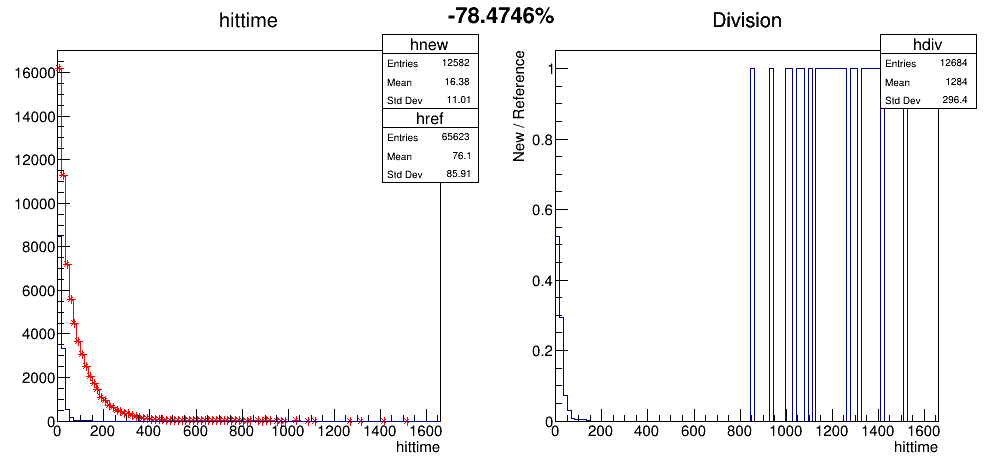 -78.4746%
hittime
hnew
Entries 12582
Mean 16.38
Std Dev 11.01
href
Entries 65623
Mean 76.1
Std Dev 85.91
16000
14000
12000
10000
8000
6000
4000
2000
0
0 200 400 600 800 1000 1200 1400 1600
hittime
Division
hdiv
Entries 12684
Mean 1284
Std Dev 296.4
New / Reference
1
0.8
0.6
0.4
0.2
0
0 200 400 600 800 1000 1200 1400 1600
hittime